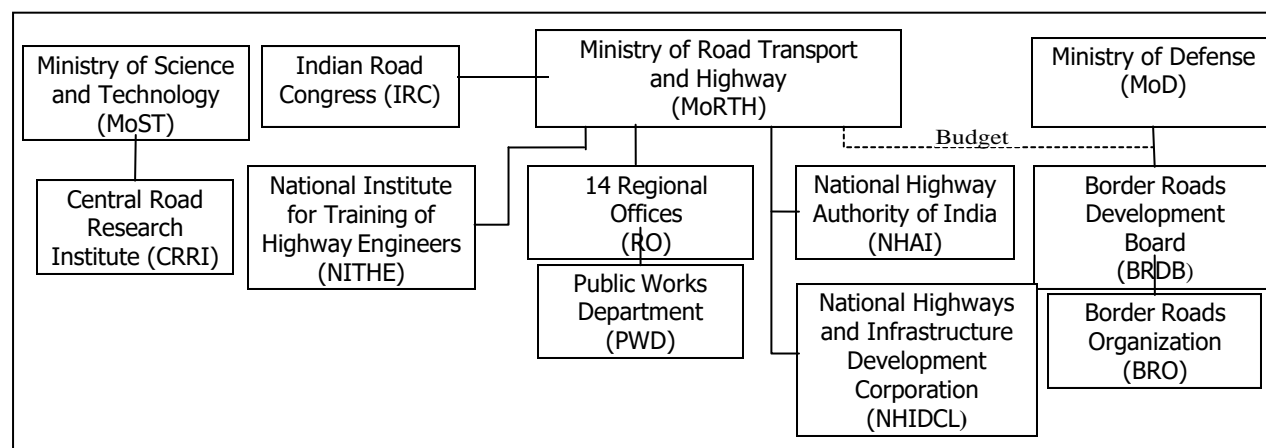 Ministry of Science
and Technology
(MoST)
Indian Road
Congress (IRC)
Ministry of Road Transport
and Highway
(MoRTH)
Ministry of Defense
(MoD)
Budget
Central Road
Research
Institute (CRRI)
National Institute
for Training of
Highway Engineers
(NITHE)
14 Regional
Offices
(RO)
National Highway
Authority of India
(NHAI)
Border Roads
Development
Board
(BRDB)
Public Works
Department
(PWD)
National Highways
and Infrastructure
Development
Corporation
(NHIDCL)
Border Roads
Organization
(BRO)